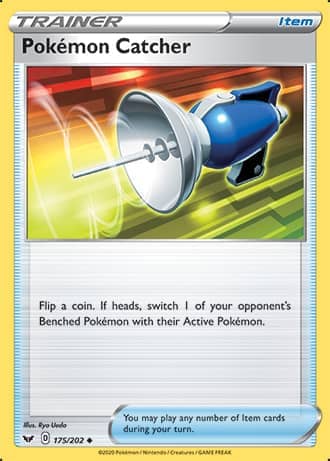 TRAINER Item
Pokémon Catcher
Flip a coin. If heads, switch 1 of your opponent's
Benched Pokémon with their Active Pokémon.
Illus. Ryo Ueda
D 175/202 ◆
You may play any number of Item cards
during your turn.
©2020 Pokémon / Nintendo / Creatures / GAME FREAK